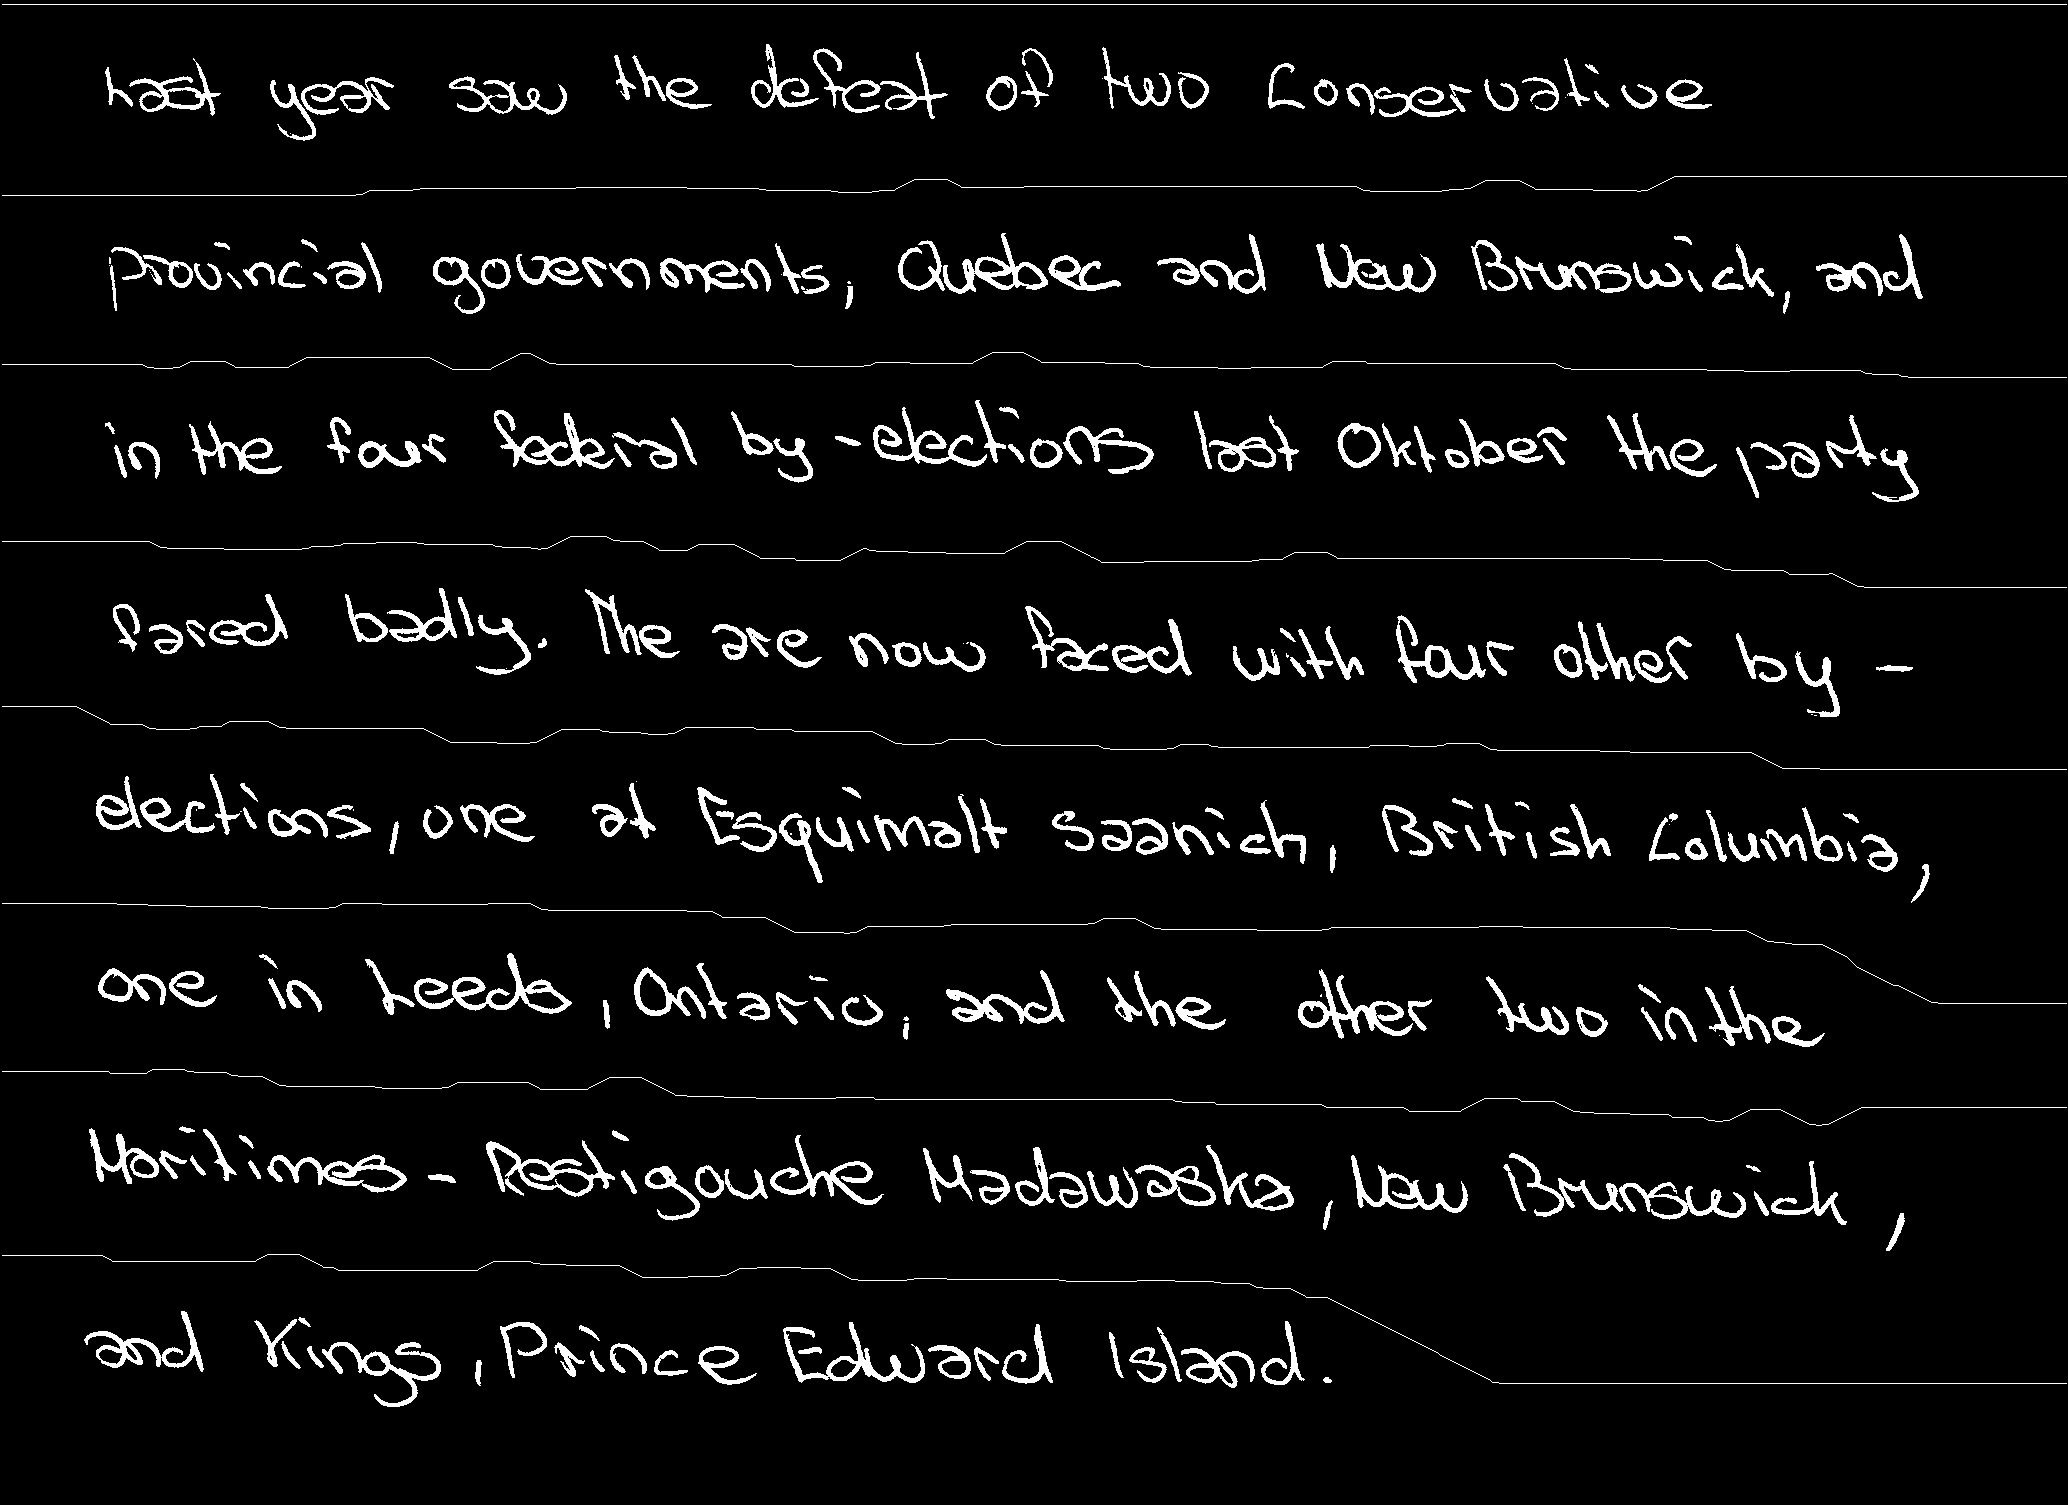 Last year saw the defeat of two Conservative
provincial governments, Quebec and New Brunswick, and
in the four federal by-elections last Oktober the party
fared badly. The are now faced with four other by-
elections, one at Esquimalt Saanich, British Columbia,
one in Leeds, Ontario, and the other two in the
Maritimes - Restigouche Madawaska, New Brunswick,
and Kings, Prince Edward Island.